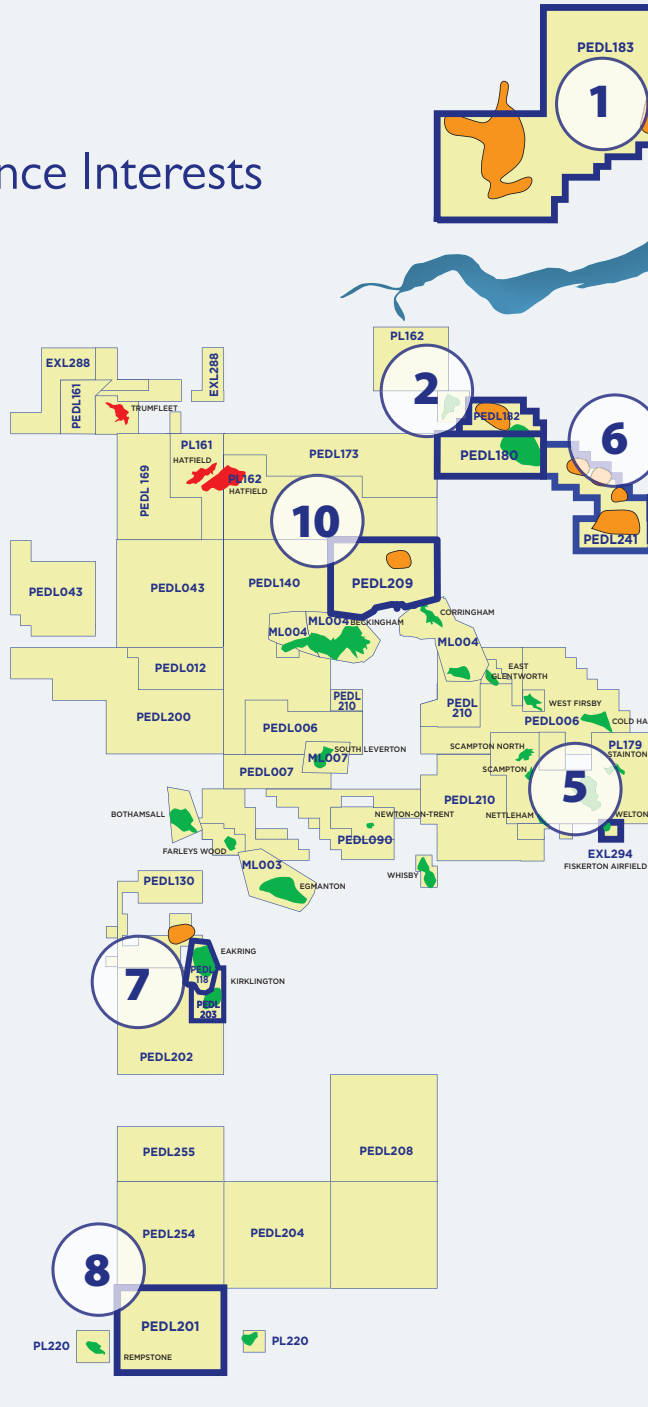 PEDL183
1
nce Interests
PL162
EXL288
EXL288
PEDL161
TRUMFLEET
2
PEDL182
6
PL161
HATFIELD
PEDL173
PEDL180
PEDL 169
PL162
HATFIELD
10
PEDL241
PEDL043
PEDL043
PEDL140
PEDL209
ML004
ML004
BECKINGHAM
CORRINGHAM
ML004
PEDL012
EAST
GLENTWORTH
PEDL
210
PEDL
210
WEST FIRSBY
PEDL200
PEDL006
PEDL006
COLD HA
SOUTH LEVERTON
ML007
SCAMPTON NORTH
PL179
STAINTON
PEDL007
SCAMPTON
5
PEDL210
BOTHAMSALL
NEWTON-ON-TRENT
NETTLEHAM
WELTON
PEDL090
FARLEYS WOOD
EXL294
FISKERTON AIRFIELD
ML003
WHISBY
PEDL130
EGMANTON
EAKRING
PEDL
118
KIRKLINGTON
7
PEDL
203
PEDL202
PEDL255
PEDL208
PEDL254
PEDL204
8
PEDL201
PL220
PL220
REMPSTONE